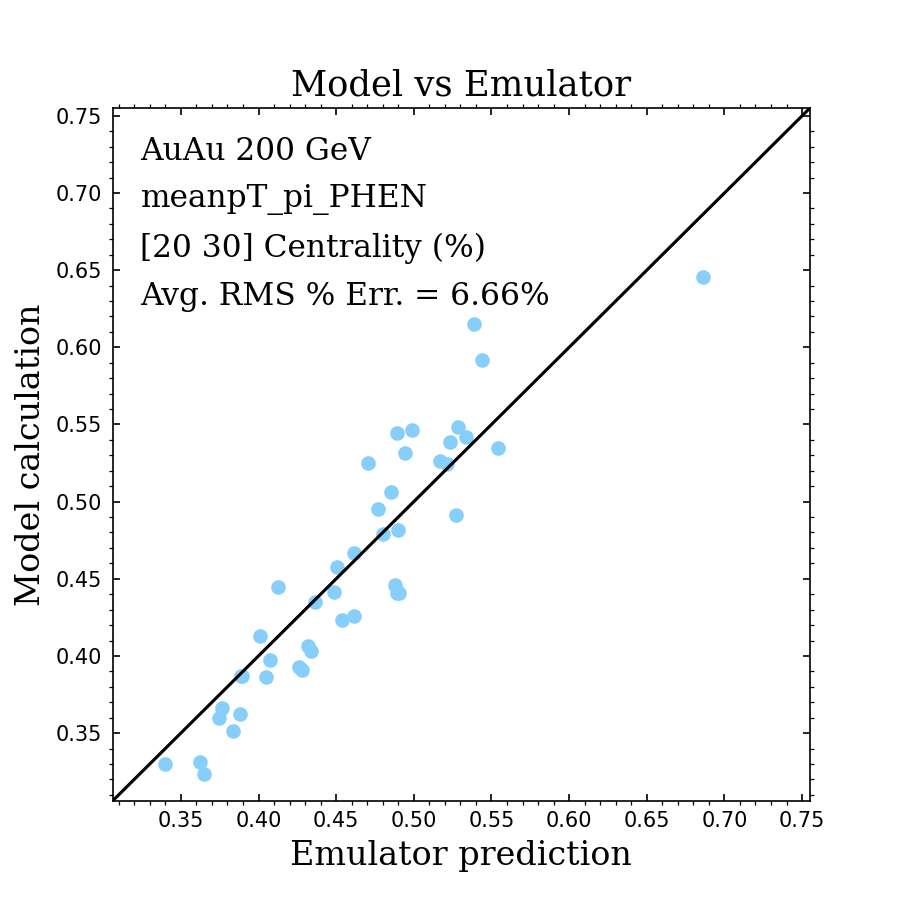 Model vs Emulator
AuAu 200 GeV
meanpT_pi_PHEN
[20 30] Centrality (%)
Avg. RMS % Err. = 6.66%
Model calculation
0.75
0.70
0.65
0.60
0.55
0.50
0.45
0.40
0.35
0.35 0.40 0.45 0.50 0.55 0.60 0.65 0.70 0.75
Emulator prediction